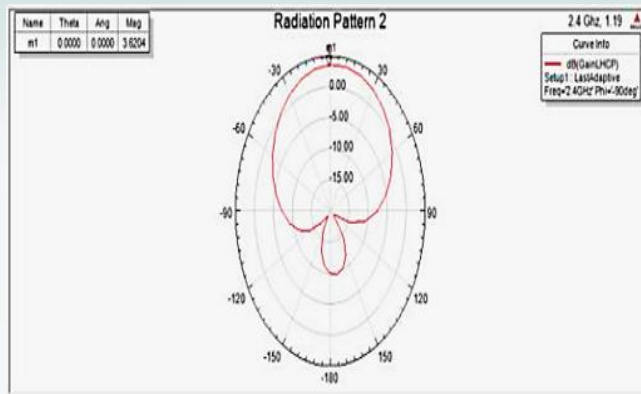 Radiation Pattern 2
Name Theta Ang Mag
m1 0.0000 0.0000 3.6204
2.4 Ghz, 1.19
Curve Info
dB(GainLHCP)
Setup1 : LastAdaptive
Freq='2.4GHz' Phi='-90deg'
m1
-30
30
0.00
-5.00
-60
60
-10.00
-15.00
-90
90
-120
120
-150
150
-180